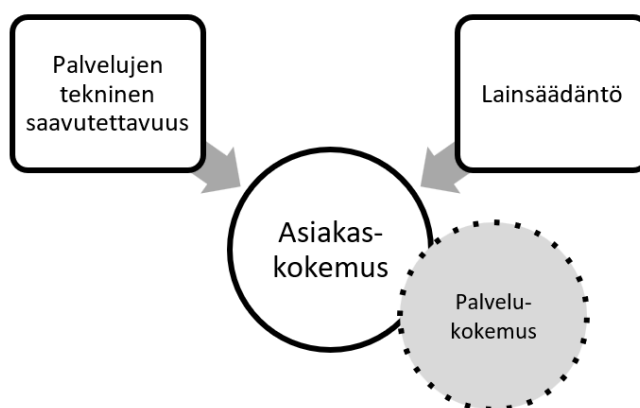 Palvelujen
tekninen
saavutettavuus
Lainsäädäntö
Asiakas-
kokemus
Palvelu-
kokemus